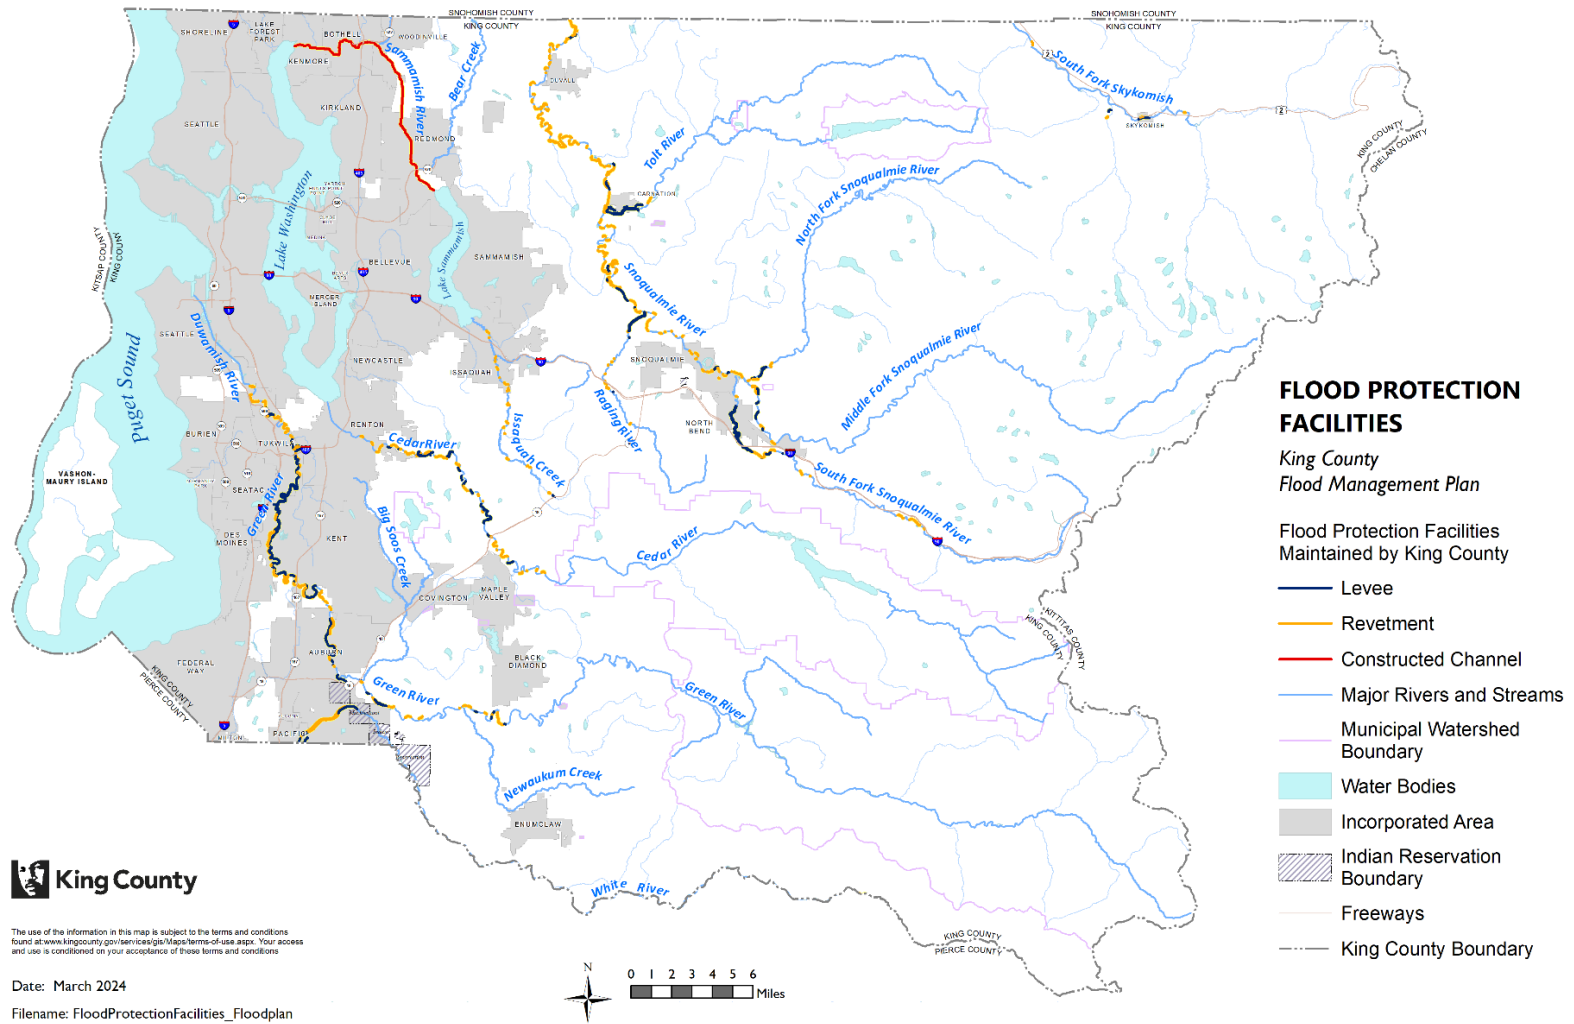 SNOHOMISH COUNTY
KING COUNTY
SNOHOMISH COUNTY
KING COUNTY
SHORELINE
LAKE
FOREST
PARK
BOTHELL
WOODINVILLE
KENMORE
Sammamish River
Bear Creek
DUVALL
KIRKLAND
SEATTLE
REDMOND
South Fork Skykomish
2
2
SKYKOMISH
KING COUNTY
CHELAN COUNTY
Tolt River
CARNATION
North Fork Snoqualmie River
Lake Washington
Lake Sammamish
SAMMAMISH
BELLEVUE
MERCER
ISLAND
KITSAP COUNTY
KING COUNTY
Snoqualmie River
SEATTLE
Duwamish River
Puget Sound
NEWCASTLE
ISSAQUAH
SNOQUALMIE
Middle Fork Snoqualmie River
Raging River
NORTH
BEND
RENTON
Cedar River
Issaquah Creek
BURIEN
TUKWILA
VASHON-
MAURY ISLAND
SEATAC
Green River
South Fork Snoqualmie River
Big Soos Creek
DES
MOINES
KENT
Cedar River
COVINGTON
MAPLE
VALLEY
KITTITAS COUNTY
KING COUNTY
FEDERAL
WAY
AUBURN
BLACK
DIAMOND
KING COUNTY
PIERCE COUNTY
Green River
Green River
PACIFIC
MILTON
Newaukum Creek
ENUMCLAW
White River
KING COUNTY
PIERCE COUNTY
FLOOD PROTECTION
FACILITIES
King County
Flood Management Plan
Flood Protection Facilities
Maintained by King County
Levee
Revetment
Constructed Channel
Major Rivers and Streams
Municipal Watershed
Boundary
Water Bodies
Incorporated Area
Indian Reservation
Boundary
Freeways
King County Boundary
King County
The use of the information in this map is subject to the terms and conditions
found at:www.kingcounty.gov/services/gis/Maps/terms-of-use.aspx. Your access
and use is conditioned on your acceptance of these terms and conditions
Date: March 2024
Filename: FloodProtectionFacilities_Floodplan
N
0 1 2 3 4 5 6
Miles